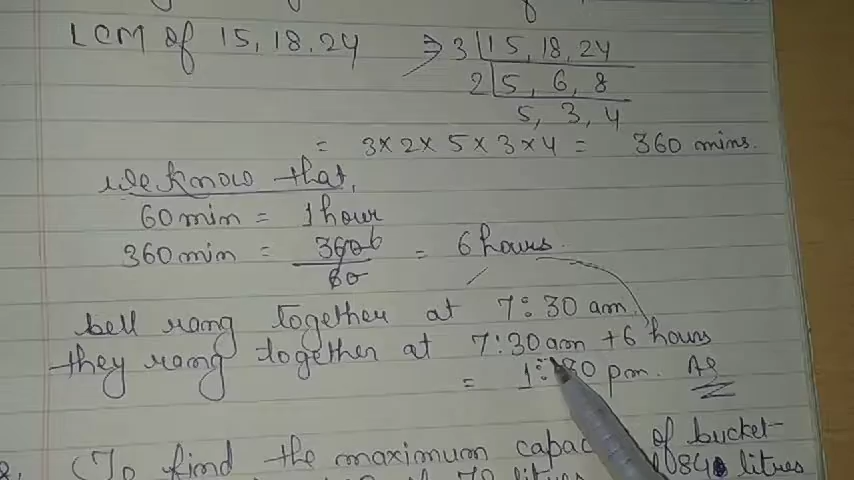 LCM of 15, 18, 24 ⇒ 3 | 15, 18, 24
2 | 5, 6, 8
5, 3, 4
= 3 x 2 x 5 x 3 x 4 = 360 mins.
We know that,
60 min = 1 hour
360 min = 360 6 / 60 = 6 hours.
bell rang together at 7:30 am.
they rang together at 7:30 am + 6 hours
= 1:30 pm. As
(To find the maximum capac of bucket
litres 84 litres